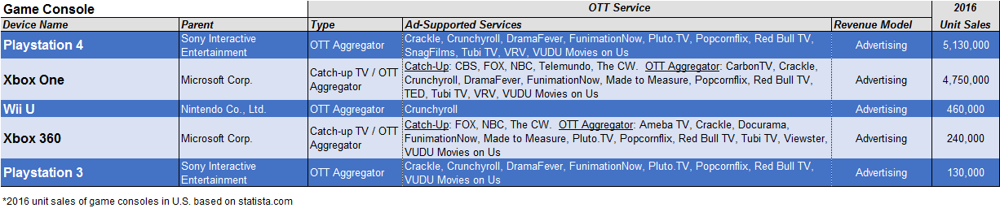 Game Console OTT Service 2016
Device Name Parent Type Ad-Supported Services Revenue Model Unit Sales
Playstation 4 Sony Interactive Entertainment OTT Aggregator Crackle, Crunchyroll, DramaFever, FunimationNow, Pluto.TV, Popcornflix, Red Bull TV,
SnagFilms, Tubi TV, VRV, VUDU Movies on Us Advertising 5,130,000
Xbox One Microsoft Corp. Catch-up TV / OTT Aggregator Catch-Up: CBS, FOX, NBC, Telemundo, The CW. OTT Aggregator: CarbonTV, Crackle,
Crunchyroll, DramaFever, FunimationNow, Made to Measure, Popcornflix, Red Bull TV,
TED, Tubi TV, VRV, VUDU Movies on Us Advertising 4,750,000
Wii U Nintendo Co., Ltd. OTT Aggregator Crunchyroll Advertising 460,000
Xbox 360 Microsoft Corp. Catch-up TV / OTT Aggregator Catch-Up: FOX, NBC, The CW. OTT Aggregator: Ameba TV, Crackle, Docurama,
FunimationNow, Made to Measure, Pluto.TV, Popcornflix, Red Bull TV, Tubi TV, Viewster,
VUDU Movies on Us Advertising 240,000
Playstation 3 Sony Interactive Entertainment OTT Aggregator Crackle, Crunchyroll, DramaFever, FunimationNow, Pluto.TV, Popcornflix, Red Bull TV,
VUDU Movies on Us Advertising 130,000
*2016 unit sales of game consoles in U.S. based on statista.com